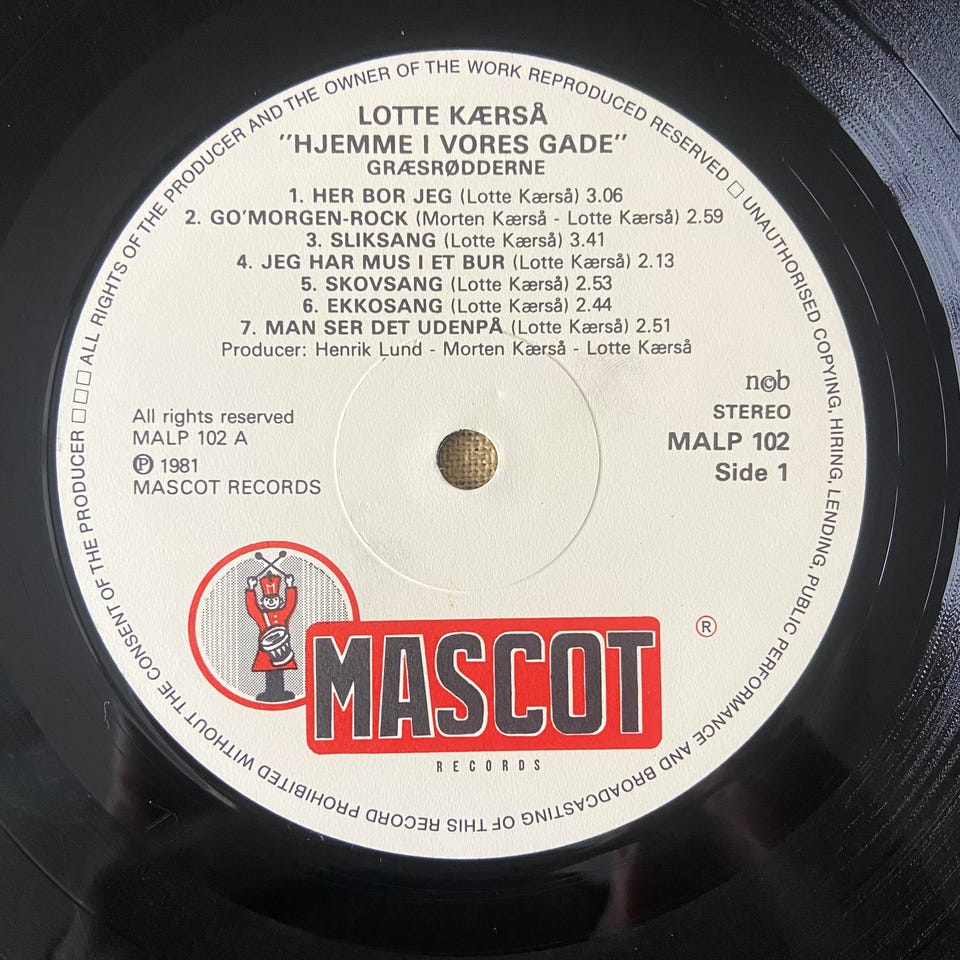 ALL RIGHTS OF THE PRODUCER AND THE OWNER OF THE WORK REPRODUCED RESERVED □ UNAUTHORISED COPYING, HIRING, LENDING, PUBLIC PERFORMANCE AND BROADCASTING OF THIS RECORD PROHIBITED WITHOUT THE CONSENT OF THE PRODUCER □□□
LOTTE KÆRSÅ
"HJEMME I VORES GADE"
GRÆSRØDDERNE
1. HER BOR JEG (Lotte Kærså) 3.06
2. GO'MORGEN-ROCK (Morten Kærså - Lotte Kærså) 2.59
3. SLIKSANG (Lotte Kærså) 3.41
4. JEG HAR MUS I ET BUR (Lotte Kærså) 2.13
5. SKOVSANG (Lotte Kærså) 2.53
6. EKKOSANG (Lotte Kærså) 2.44
7. MAN SER DET UDENPÅ (Lotte Kærså) 2.51
Producer: Henrik Lund - Morten Kærså - Lotte Kærså
n©b
STEREO
MALP 102
Side 1
All rights reserved
MALP 102 A
℗ 1981
MASCOT RECORDS
M
MASCOT ®
RECORDS